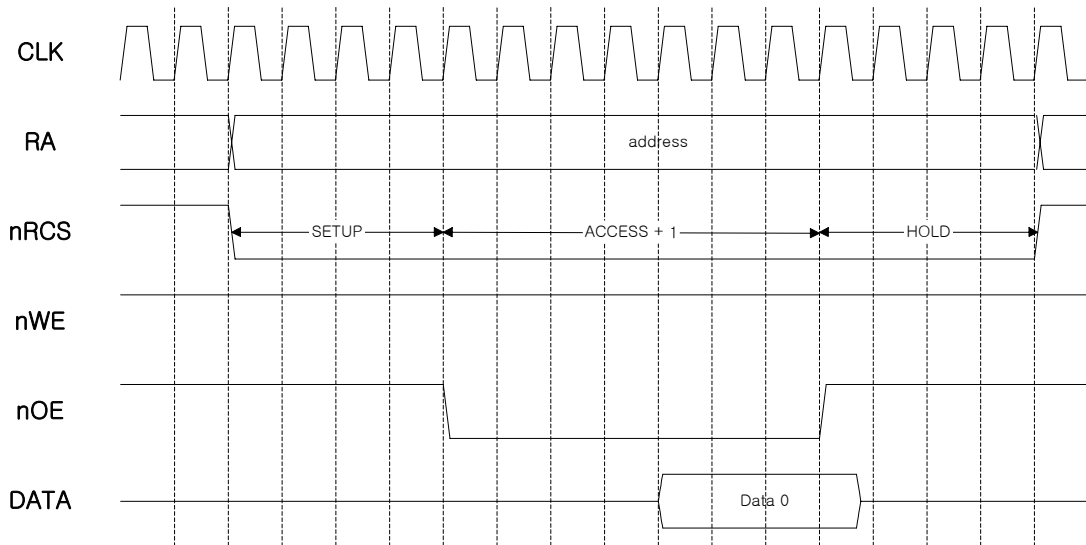 CLK
RA
address
nRCS
SETUP
ACCESS + 1
HOLD
nWE
nOE
DATA
Data 0